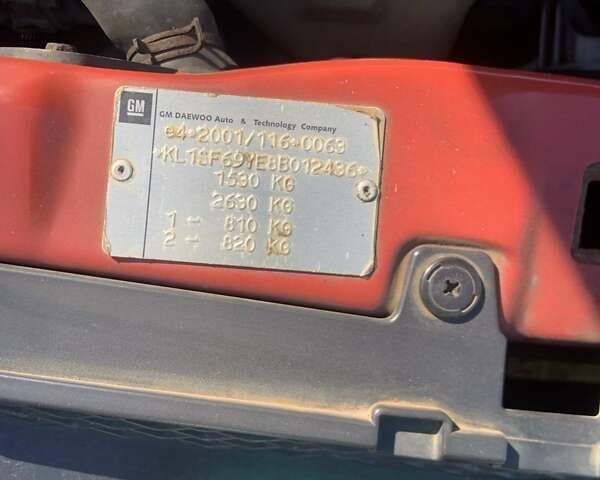 GM
GM DAEWOO Auto & Technology Company
e4*2001/116*0063
*KL1SF69YE8B012436*
1530 KG
2630 KG
1 - 810 KG
2 - 820 KG